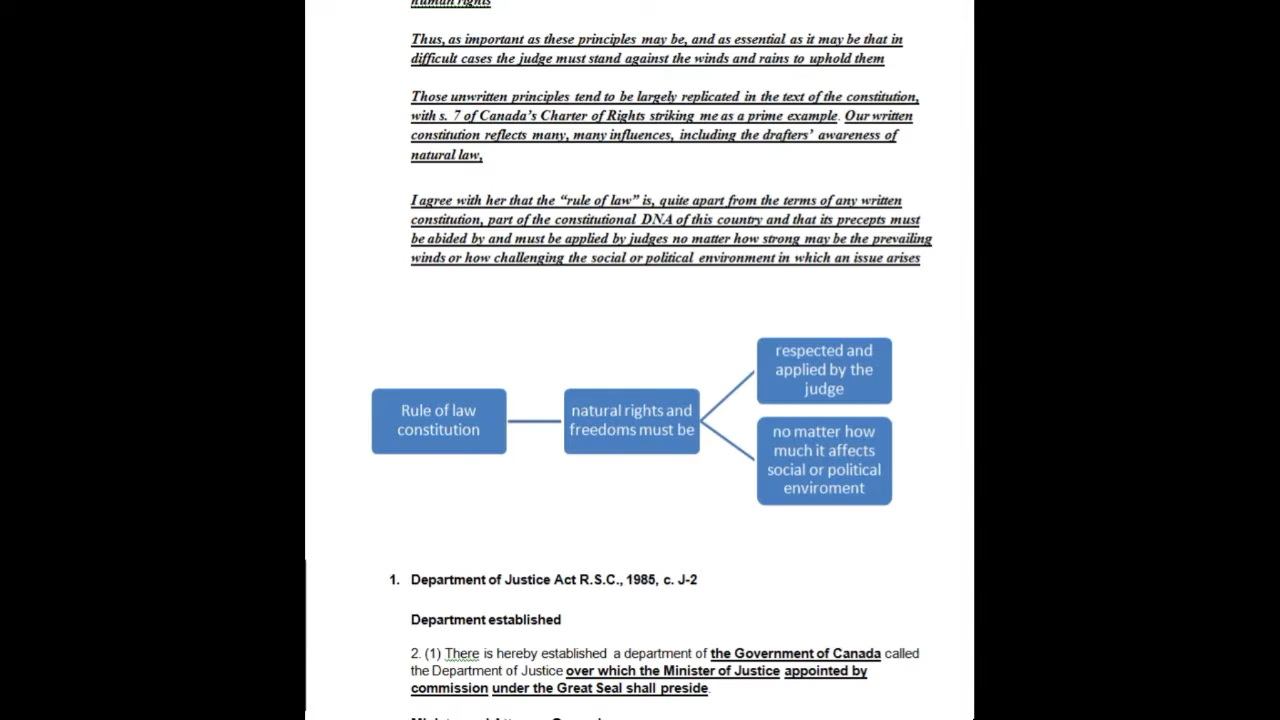 human rights
Thus, as important as these principles may be, and as essential as it may be that in
difficult cases the judge must stand against the winds and rains to uphold them
Those unwritten principles tend to be largely replicated in the text of the constitution,
with s. 7 of Canada's Charter of Rights striking me as a prime example. Our written
constitution reflects many, many influences, including the drafters' awareness of
natural law,
I agree with her that the “rule of law” is, quite apart from the terms of any written
constitution, part of the constitutional DNA of this country and that its precepts must
be abided by and must be applied by judges no matter how strong may be the prevailing
winds or how challenging the social or political environment in which an issue arises
Rule of law
constitution
natural rights and
freedoms must be
respected and
applied by the
judge
no matter how
much it affects
social or political
enviroment
1. Department of Justice Act R.S.C., 1985, c. J-2
Department established
2. (1) There is hereby established a department of the Government of Canada called
the Department of Justice over which the Minister of Justice appointed by
commission under the Great Seal shall preside.